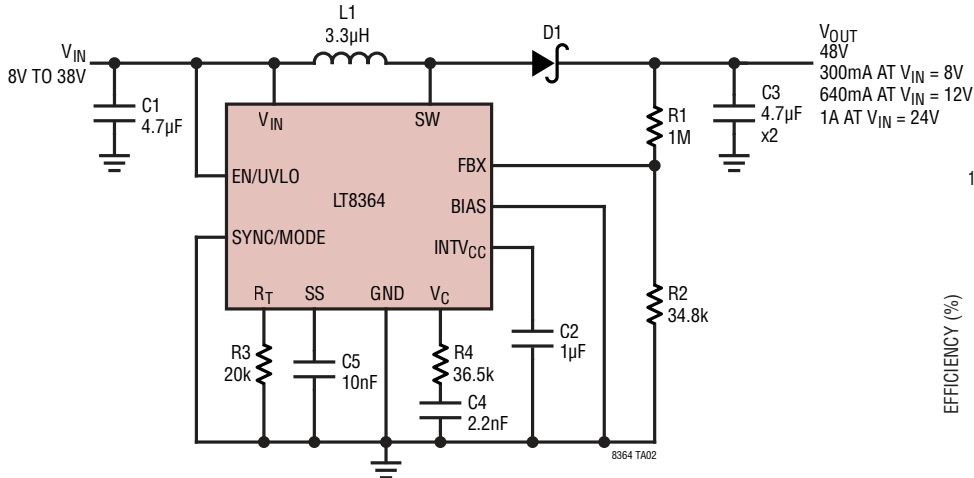 L1
3.3µH
D1
V_IN
8V TO 38V
V_OUT
48V
300mA AT V_IN = 8V
640mA AT V_IN = 12V
1A AT V_IN = 24V
C1
4.7µF
C3
4.7µF
x2
R1
1M
V_IN
SW
FBX
EN/UVLO
LT8364
BIAS
SYNC/MODE
INTV_CC
R_T
SS
GND
V_C
R2
34.8k
C2
1µF
R3
20k
C5
10nF
R4
36.5k
C4
2.2nF
8364 TA02
1
EFFICIENCY (%)